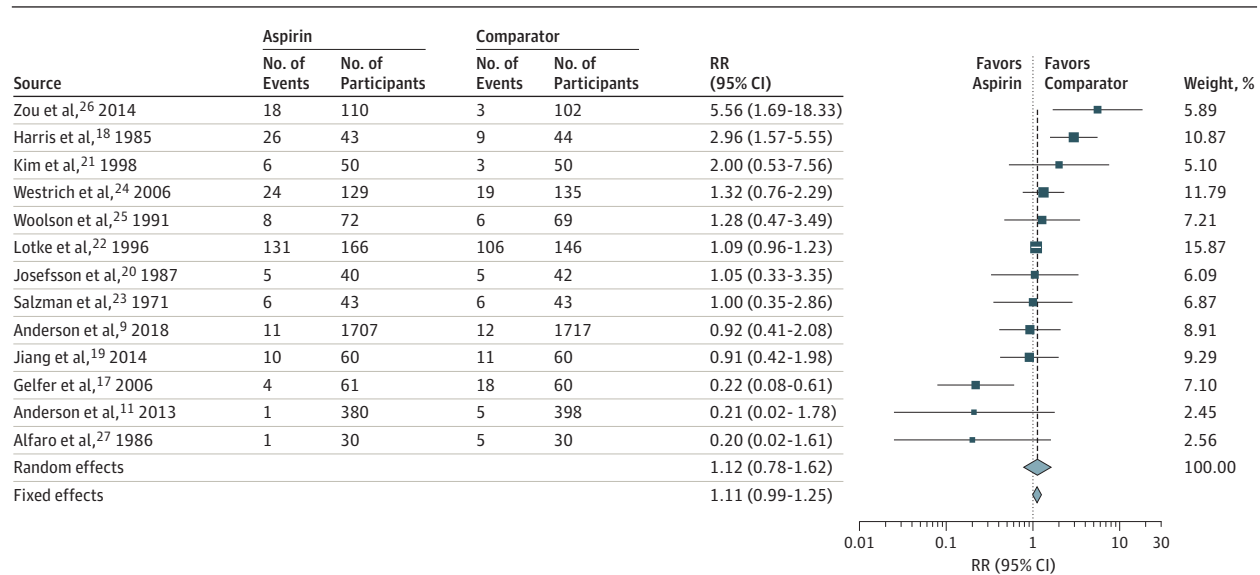 Aspirin Comparator
Source No. of Events No. of Participants No. of Events No. of Participants RR (95% CI) Favors Aspirin Favors Comparator Weight, %
Zou et al,26 2014 18 110 3 102 5.56 (1.69-18.33) 5.89
Harris et al,18 1985 26 43 9 44 2.96 (1.57-5.55) 10.87
Kim et al,21 1998 6 50 3 50 2.00 (0.53-7.56) 5.10
Westrich et al,24 2006 24 129 19 135 1.32 (0.76-2.29) 11.79
Woolson et al,25 1991 8 72 6 69 1.28 (0.47-3.49) 7.21
Lotke et al,22 1996 131 166 106 146 1.09 (0.96-1.23) 15.87
Josefsson et al,20 1987 5 40 5 42 1.05 (0.33-3.35) 6.09
Salzman et al,23 1971 6 43 6 43 1.00 (0.35-2.86) 6.87
Anderson et al,9 2018 11 1707 12 1717 0.92 (0.41-2.08) 8.91
Jiang et al,19 2014 10 60 11 60 0.91 (0.42-1.98) 9.29
Gelfer et al,17 2006 4 61 18 60 0.22 (0.08-0.61) 7.10
Anderson et al,11 2013 1 380 5 398 0.21 (0.02- 1.78) 2.45
Alfaro et al,27 1986 1 30 5 30 0.20 (0.02-1.61) 2.56
Random effects 1.12 (0.78-1.62) 100.00
Fixed effects 1.11 (0.99-1.25)
0.01 0.1 1 10 30
RR (95% CI)